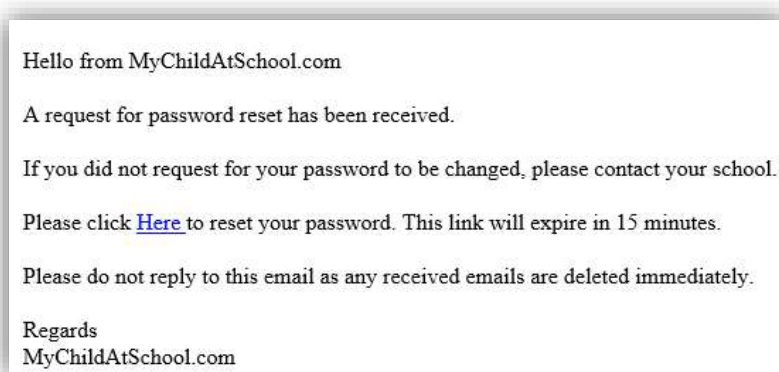 Hello from MyChildAtSchool.com
A request for password reset has been received.
If you did not request for your password to be changed, please contact your school.
Please click Here to reset your password. This link will expire in 15 minutes.
Please do not reply to this email as any received emails are deleted immediately.
Regards
MyChildAtSchool.com